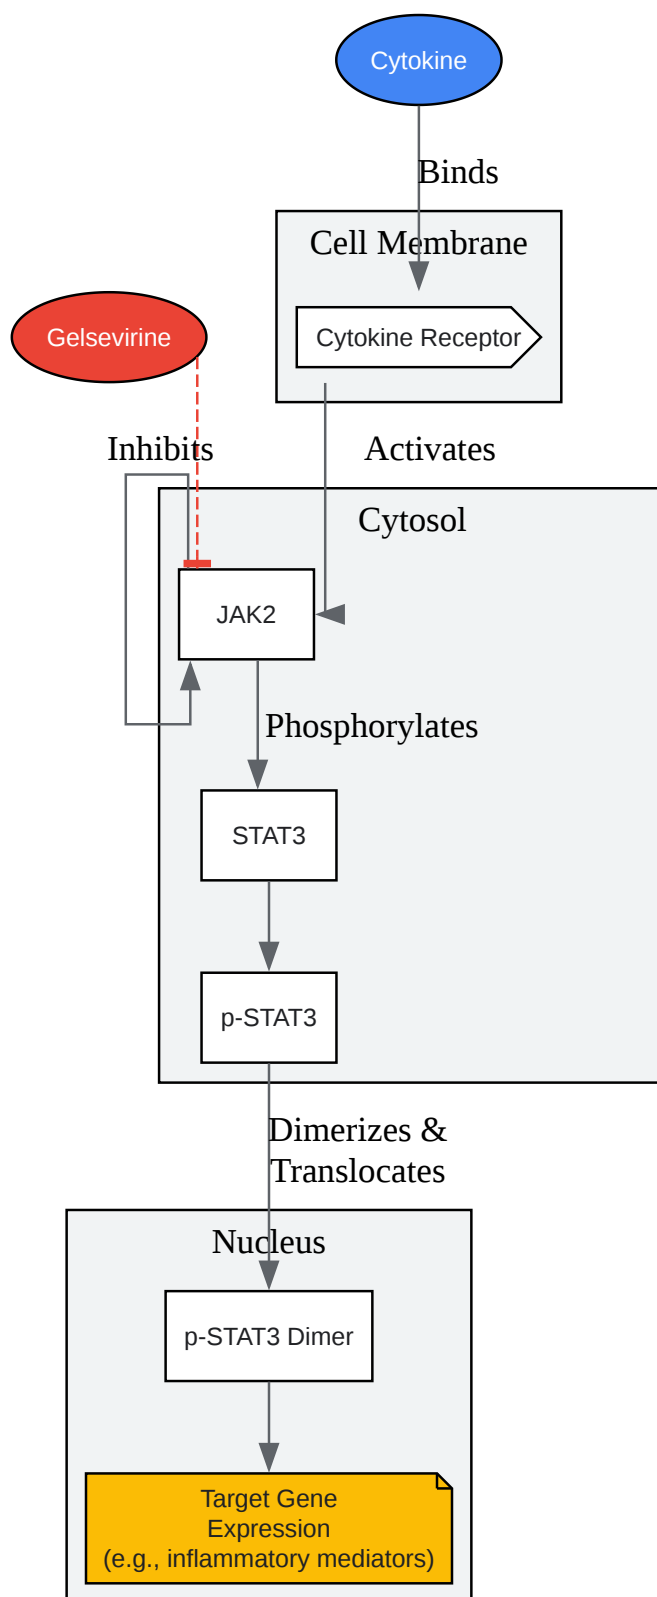 Cytokine
Binds
Cell Membrane
Gelsevirine
Cytokine Receptor
Inhibits
Activates
Cytosol
JAK2
Phosphorylates
STAT3
p-STAT3
Dimerizes &
Translocates
Nucleus
p-STAT3 Dimer
Target Gene
Expression
(e.g., inflammatory mediators)